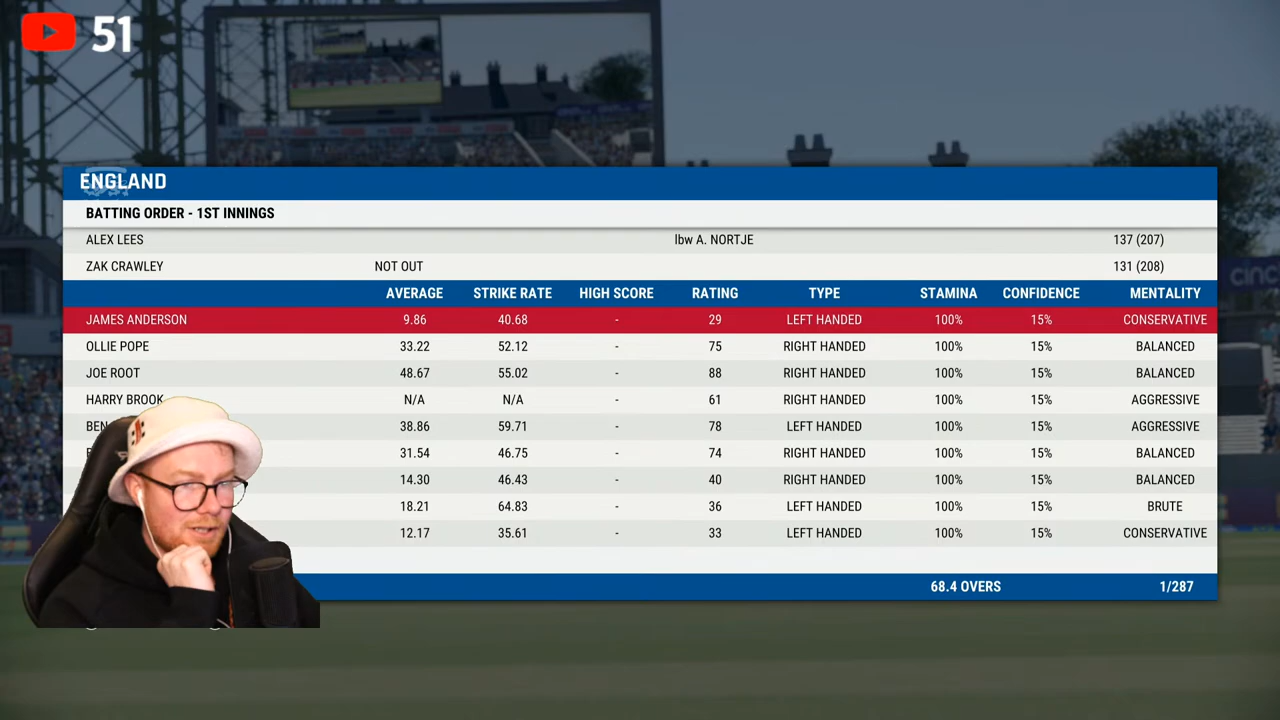 51
ENGLAND
BATTING ORDER - 1ST INNINGS
ALEX LEES lbw A. NORTJE 137 (207)
ZAK CRAWLEY NOT OUT 131 (208)
AVERAGE STRIKE RATE HIGH SCORE RATING TYPE STAMINA CONFIDENCE MENTALITY
JAMES ANDERSON 9.86 40.68 - 29 LEFT HANDED 100% 15% CONSERVATIVE
OLLIE POPE 33.22 52.12 - 75 RIGHT HANDED 100% 15% BALANCED
JOE ROOT 48.67 55.02 - 88 RIGHT HANDED 100% 15% BALANCED
HARRY BROOK N/A N/A - 61 RIGHT HANDED 100% 15% AGGRESSIVE
BEN 38.86 59.71 - 78 LEFT HANDED 100% 15% AGGRESSIVE
31.54 46.75 - 74 RIGHT HANDED 100% 15% BALANCED
14.30 46.43 - 40 RIGHT HANDED 100% 15% BALANCED
18.21 64.83 - 36 LEFT HANDED 100% 15% BRUTE
12.17 35.61 - 33 LEFT HANDED 100% 15% CONSERVATIVE
68.4 OVERS 1/287